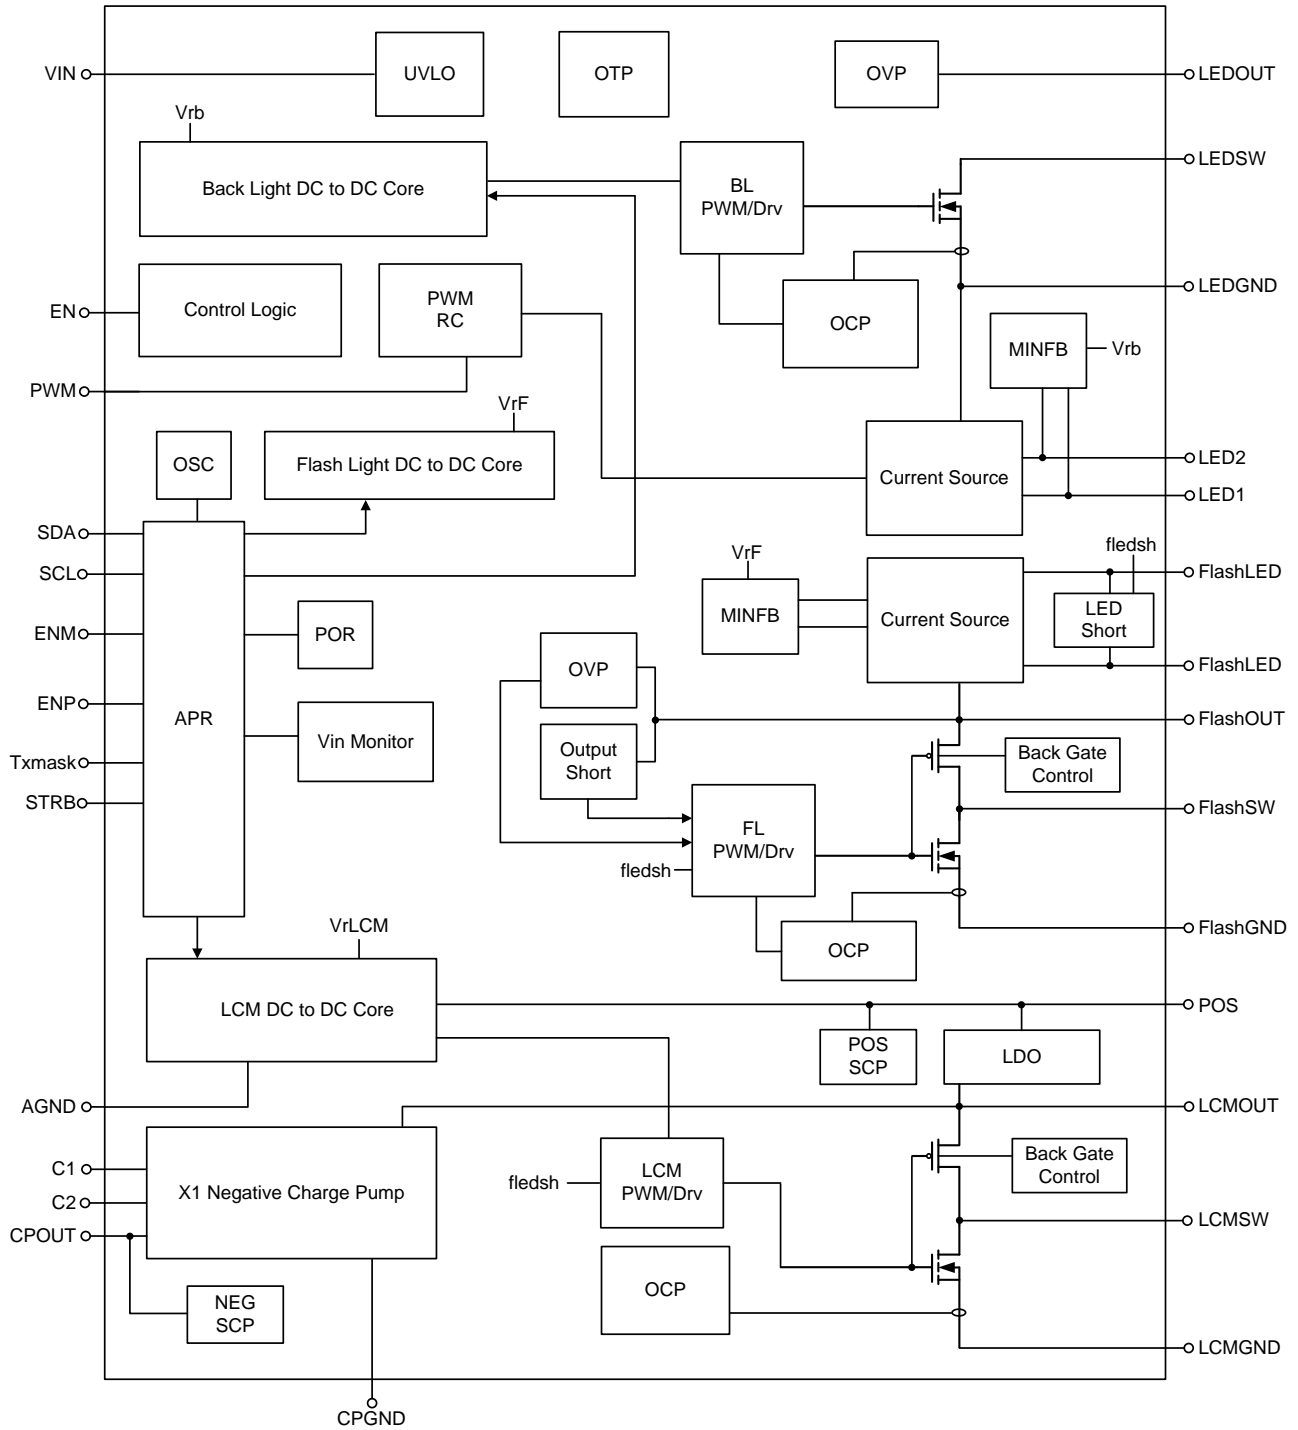 VIN
UVLO
OTP
OVP
LEDOUT
Vrb
Back Light DC to DC Core
BL
PWM/Drv
LEDSW
EN
Control Logic
PWM
RC
OCP
LEDGND
MINFB
Vrb
PWM
VrF
OSC
Flash Light DC to DC Core
Current Source
LED2
LED1
SDA
SCL
ENM
ENP
Txmask
STRB
APR
POR
Vin Monitor
VrF
MINFB
Current Source
fledsh
FlashLED
LED
Short
FlashLED
OVP
FlashOUT
Output
Short
Back Gate
Control
FL
PWM/Drv
fledsh
FlashSW
OCP
FlashGND
VrLCM
LCM DC to DC Core
POS
POS
SCP
LDO
AGND
LCMOUT
C1
C2
CPOUT
X1 Negative Charge Pump
fledsh
LCM
PWM/Drv
Back Gate
Control
LCMSW
OCP
NEG
SCP
LCMGND
CPGND